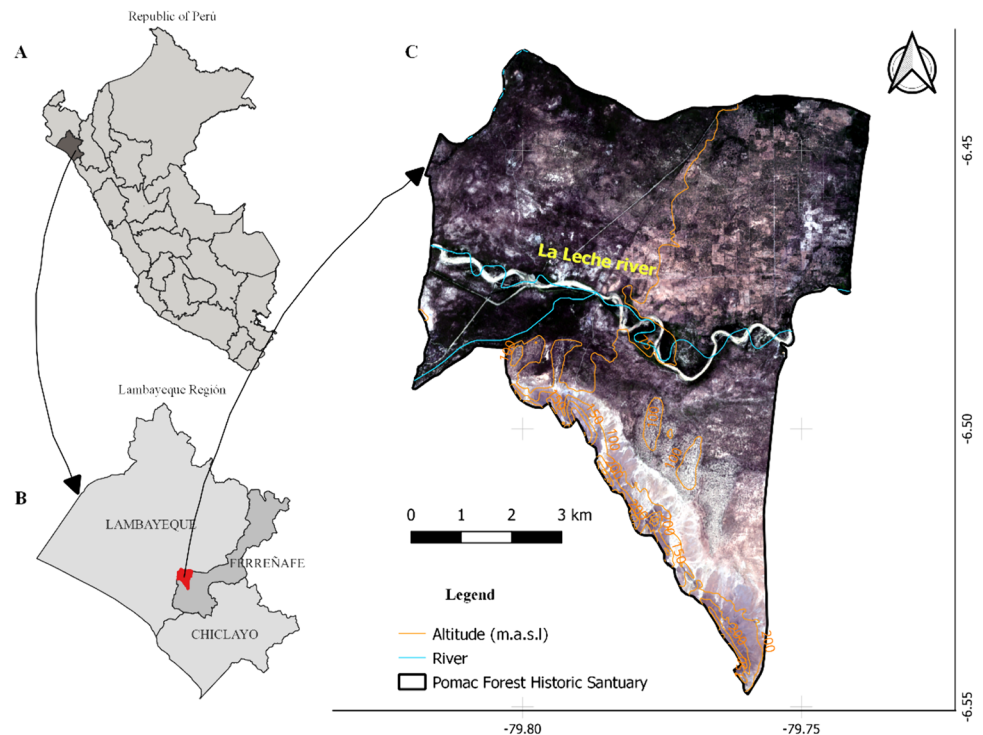 Republic of Perú
A
C
-6.45
La Leche river
Lambayeque Región
-6.50
B
LAMBAYEQUE
FERREÑAFE
CHICLAYO
0 1 2 3 km
Legend
Altitude (m.a.s.l)
River
Pomac Forest Historic Santuary
200
-6.55
-79.80
-79.75